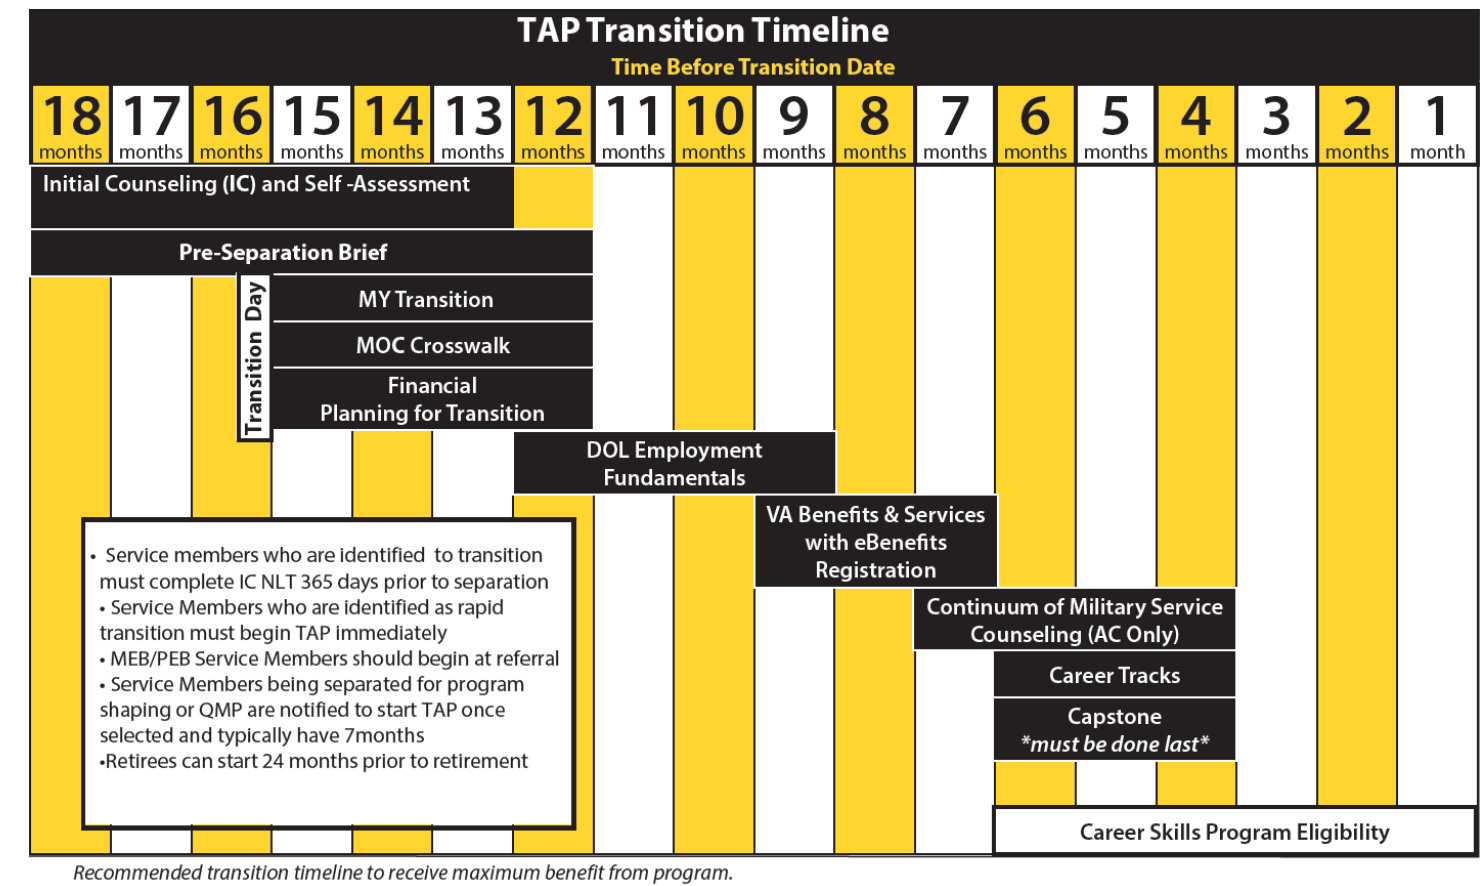 TAP Transition Timeline
Time Before Transition Date
18 17 16 15 14 13 12 11 10 9 8 7 6 5 4 3 2 1
months months months months months months months months months months months months months months months months months month
Initial Counseling (IC) and Self -Assessment
Pre-Separation Brief
Transition Day
MY Transition
MOC Crosswalk
Financial
Planning for Transition
DOL Employment
Fundamentals
VA Benefits & Services
with eBenefits
Registration
Continuum of Military Service
Counseling (AC Only)
Career Tracks
Capstone
*must be done last*
Career Skills Program Eligibility
• Service members who are identified to transition
must complete IC NLT 365 days prior to separation
• Service Members who are identified as rapid
transition must begin TAP immediately
• MEB/PEB Service Members should begin at referral
• Service Members being separated for program
shaping or QMP are notified to start TAP once
selected and typically have 7months
•Retirees can start 24 months prior to retirement
Recommended transition timeline to receive maximum benefit from program.